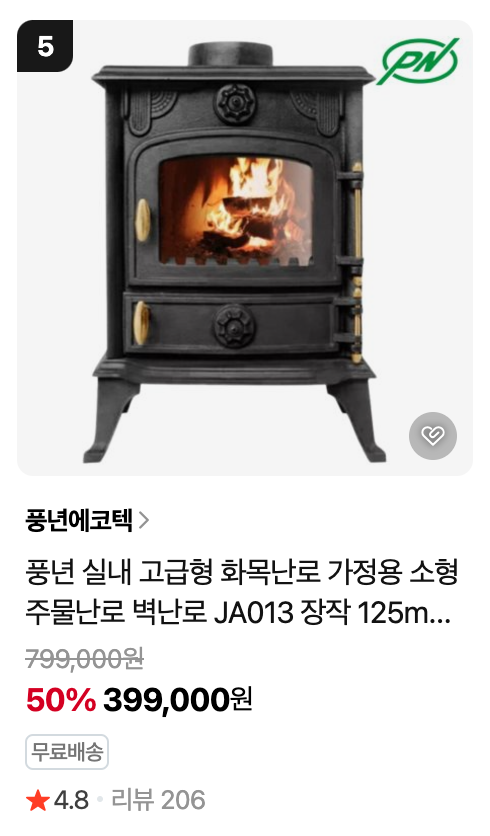 5
PN
풍년에코텍
풍년 실내 고급형 화목난로 가정용 소형
주물난로 벽난로 JA013 장작 125m...
799,000원
50% 399,000원
무료배송
4.8 • 리뷰 206